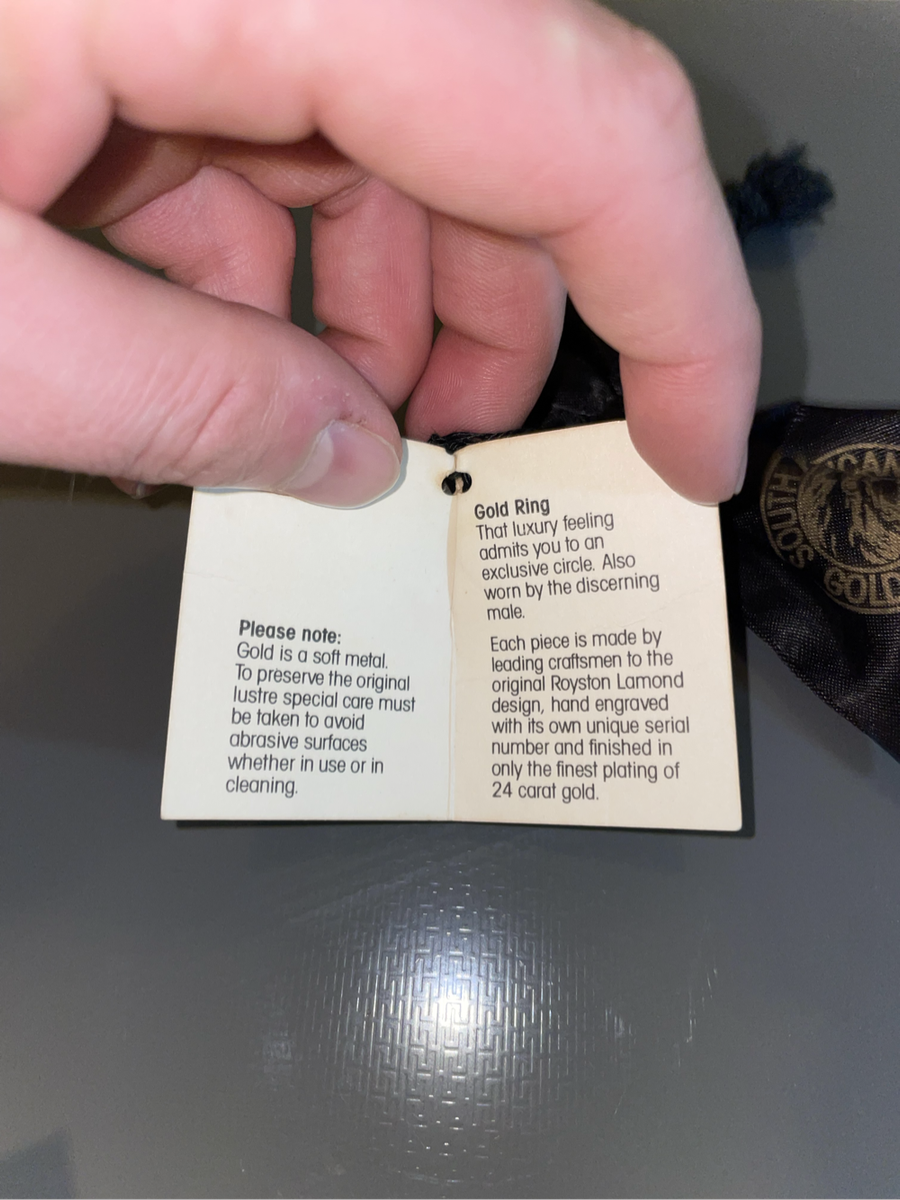 Please note:
Gold is a soft metal.
To preserve the original
lustre special care must
be taken to avoid
abrasive surfaces
whether in use or in
cleaning.
Gold Ring
That luxury feeling
admits you to an
exclusive circle. Also
worn by the discerning
male.
Each piece is made by
leading craftsmen to the
original Royston Lamond
design, hand engraved
with its own unique serial
number and finished in
only the finest plating of
24 carat gold.
SOUTH